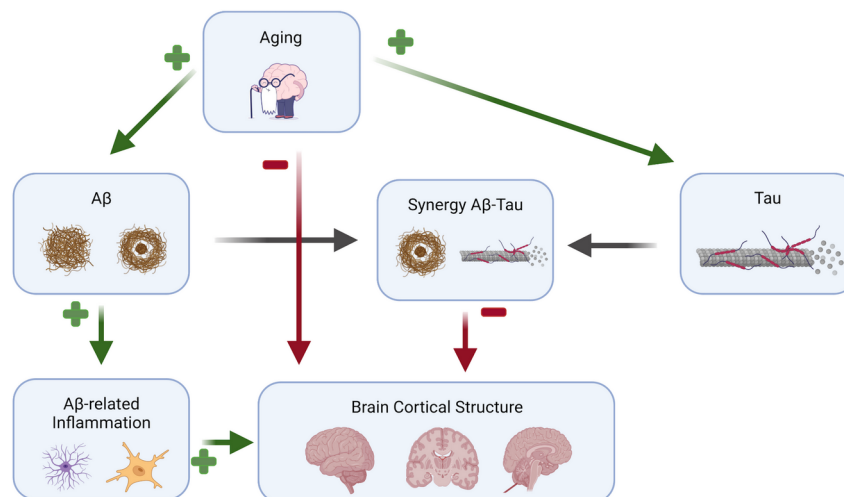 Aging
Aβ
Synergy Aβ-Tau
Tau
Aβ-related
Inflammation
Brain Cortical Structure